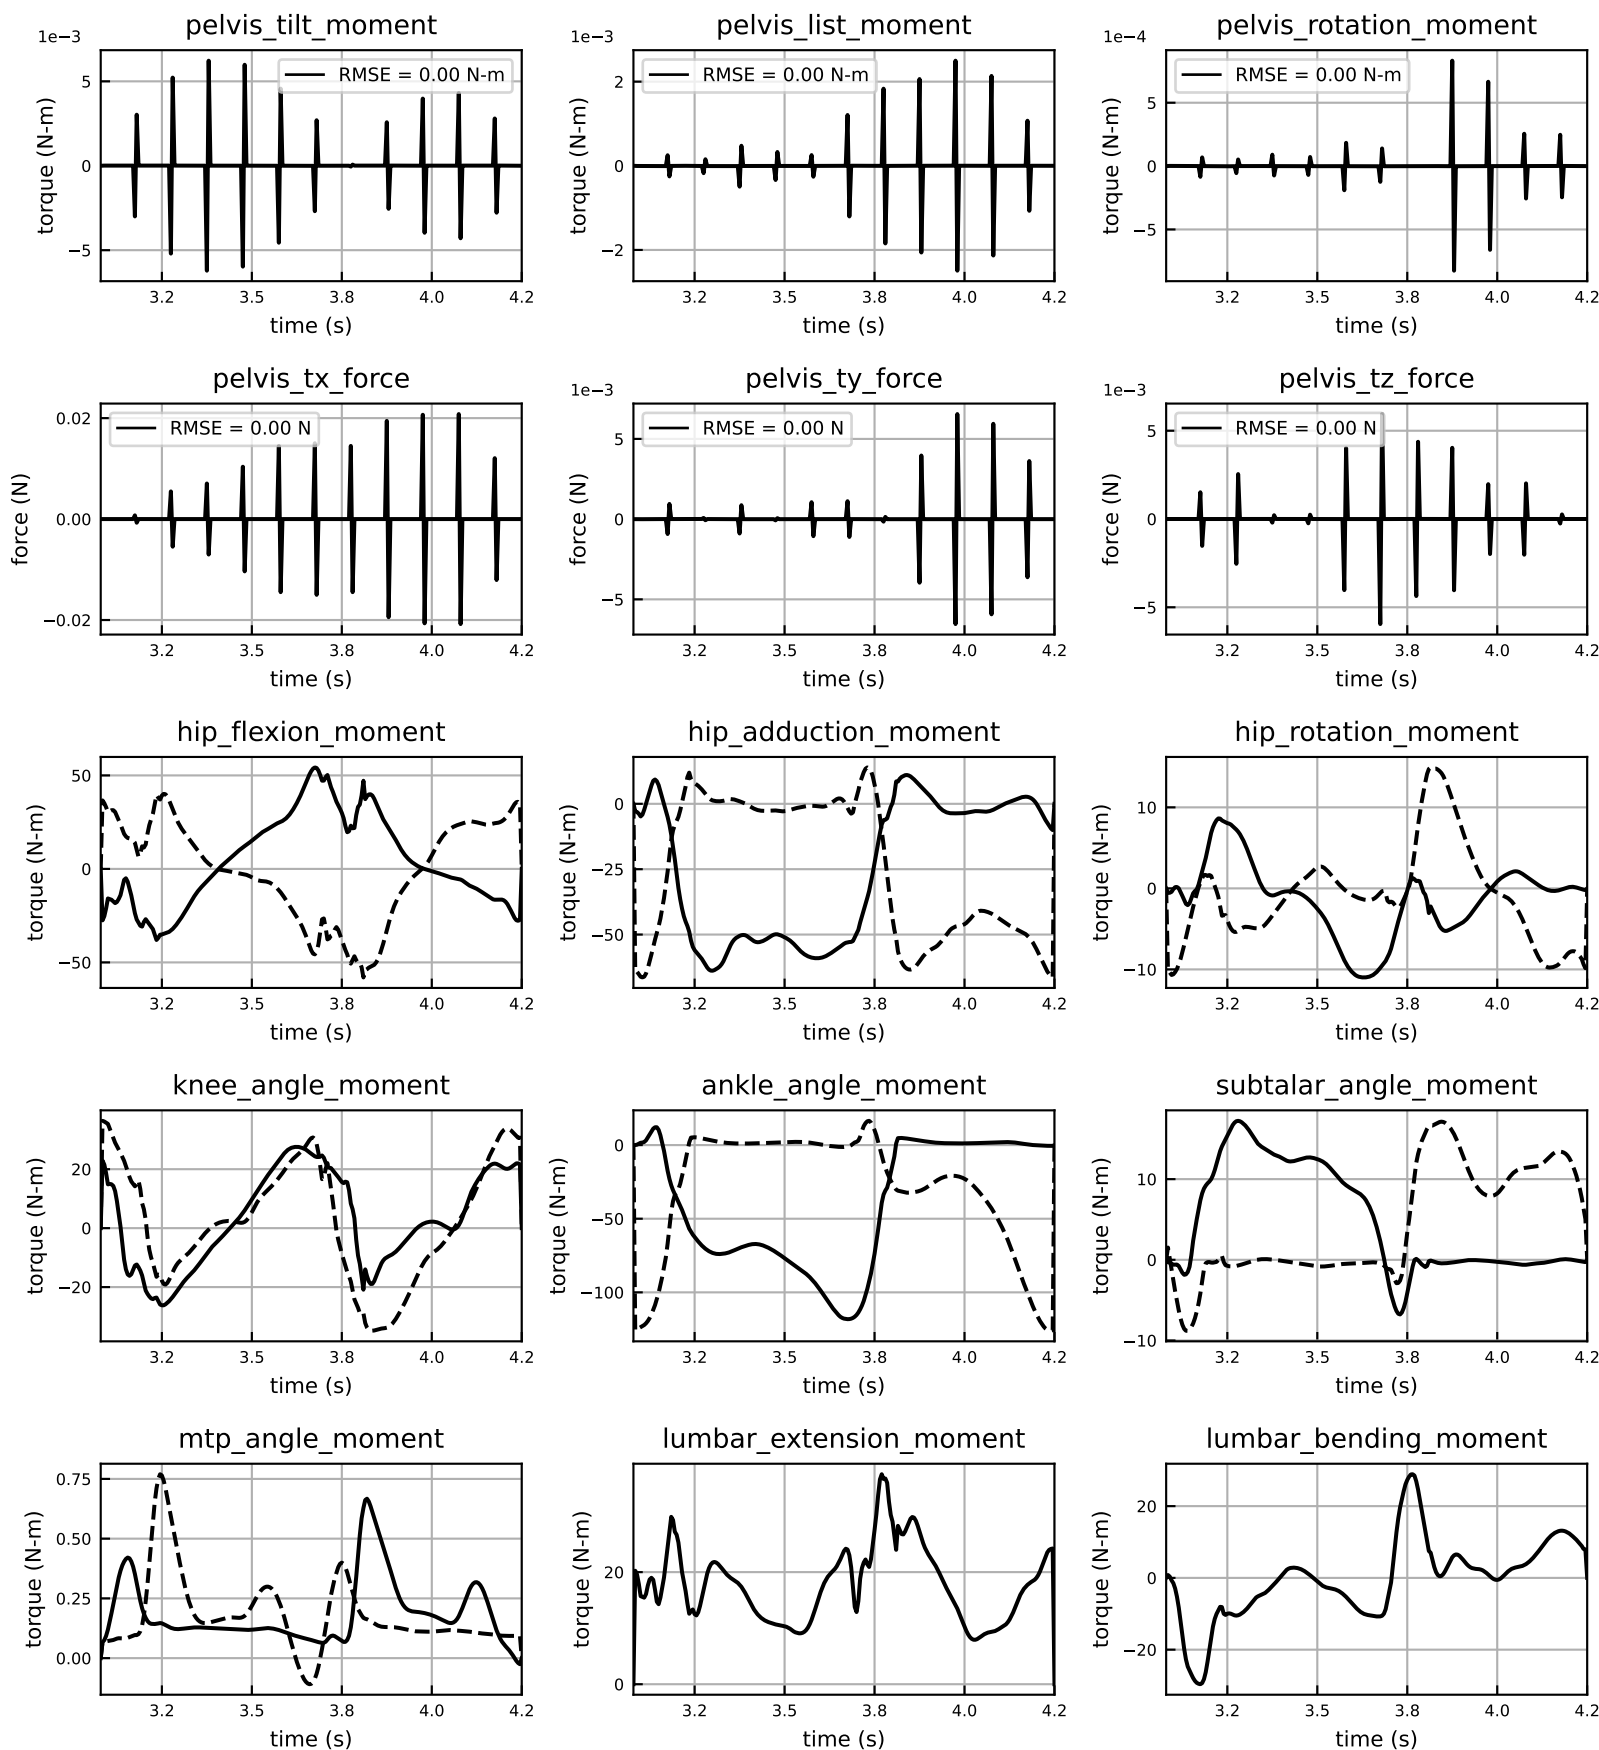 pelvis_tilt_moment
1e−3
RMSE = 0.00 N-m
torque (N-m)
5
0
−5
3.2 3.5 3.8 4.0 4.2
time (s)
pelvis_list_moment
1e−3
RMSE = 0.00 N-m
torque (N-m)
2
0
−2
3.2 3.5 3.8 4.0 4.2
time (s)
pelvis_rotation_moment
1e−4
RMSE = 0.00 N-m
torque (N-m)
5
0
−5
3.2 3.5 3.8 4.0 4.2
time (s)
pelvis_tx_force
RMSE = 0.00 N
force (N)
0.02
0.00
−0.02
3.2 3.5 3.8 4.0 4.2
time (s)
pelvis_ty_force
1e−3
RMSE = 0.00 N
force (N)
5
0
−5
3.2 3.5 3.8 4.0 4.2
time (s)
pelvis_tz_force
1e−3
RMSE = 0.00 N
force (N)
5
0
−5
3.2 3.5 3.8 4.0 4.2
time (s)
hip_flexion_moment
torque (N-m)
50
0
−50
3.2 3.5 3.8 4.0 4.2
time (s)
hip_adduction_moment
torque (N-m)
0
−25
−50
3.2 3.5 3.8 4.0 4.2
time (s)
hip_rotation_moment
torque (N-m)
10
0
−10
3.2 3.5 3.8 4.0 4.2
time (s)
knee_angle_moment
torque (N-m)
20
0
−20
3.2 3.5 3.8 4.0 4.2
time (s)
ankle_angle_moment
torque (N-m)
0
−50
−100
3.2 3.5 3.8 4.0 4.2
time (s)
subtalar_angle_moment
torque (N-m)
10
0
−10
3.2 3.5 3.8 4.0 4.2
time (s)
mtp_angle_moment
torque (N-m)
0.75
0.50
0.25
0.00
3.2 3.5 3.8 4.0 4.2
time (s)
lumbar_extension_moment
torque (N-m)
20
0
3.2 3.5 3.8 4.0 4.2
time (s)
lumbar_bending_moment
torque (N-m)
20
0
−20
3.2 3.5 3.8 4.0 4.2
time (s)